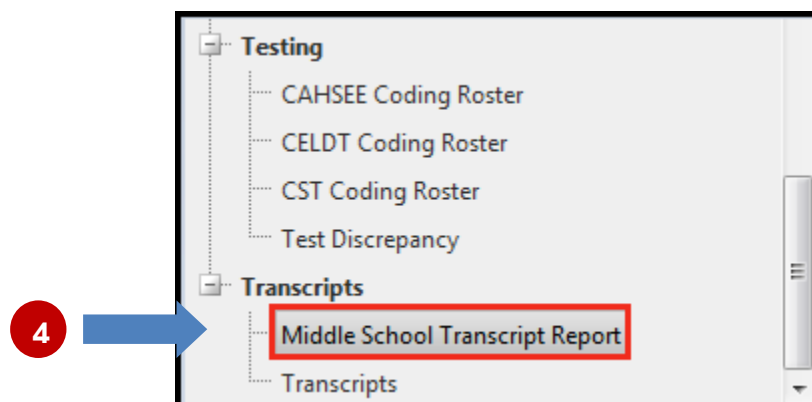 Testing
CAHSEE Coding Roster
CELDT Coding Roster
CST Coding Roster
Test Discrepancy
Transcripts
4
Middle School Transcript Report
Transcripts